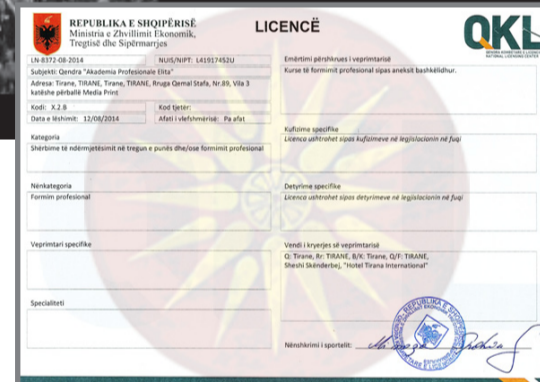 REPUBLIKA E SHQIPËRISË
Ministria e Zhvillimit Ekonomik,
Tregtisë dhe Sipërmarrjes
LICENCË
QKL
LN-8372-08-2014
NUIS/NIPT: L41917452U
Subjekti: Qendra "Akademia Profesionale Elita"
Adresa: Tirane, TIRANE, Tirane, TIRANE, Rruga Qemal Stafa, Nr.89, Vila 3
katëshe përballë Media Print
Kodi: X.2.B
Kod tjetër:
Data e lëshimit: 12/08/2014
Afati i vlefshmërisë: Pa afat
Kategoria
Shërbime të ndërmjetësimit në tregun e punës dhe/ose formimit profesional
Nënkategoria
Formim profesional
Veprimtari specifike
Specialiteti
Emërtimi përshkrues i veprimtarisë
Kurse të formimit profesional sipas aneksit bashkëlidhur.
Kufizime specifike
Licenca ushtrohet sipas kufizimeve në legjislacionin në fuqi
Detyrime specifike
Licenca ushtrohet sipas detyrimeve në legjislacionin në fuqi
Vendi i kryerjes së veprimtarisë
Q: Tirane, Rr: TIRANË, B/K: Tirane, Q/F: TIRANE,
Sheshi Skënderbej, "Hotel Tirana International"
Nënshkrimi i sportelit:
REPUBLIKA E SHQIPËRISË